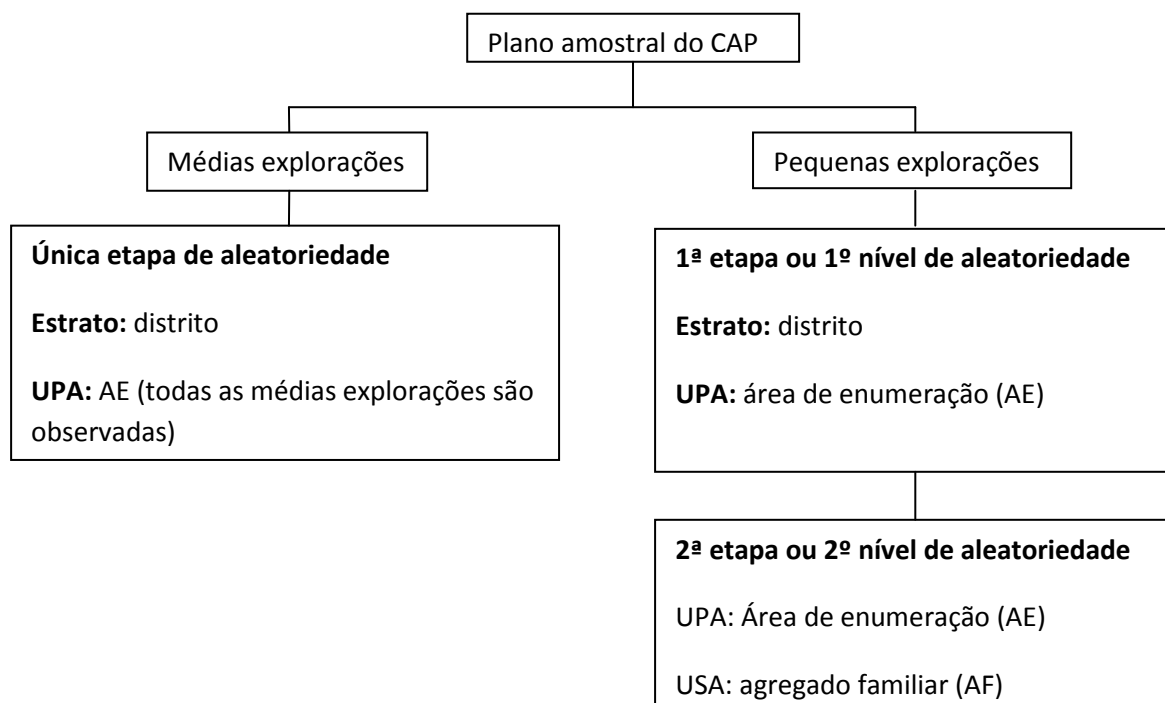 Plano amostral do CAP
Médias explorações
Pequenas explorações
Única etapa de aleatoriedade
Estrato: distrito
UPA: AE (todas as médias explorações são
observadas)
1ª etapa ou 1º nível de aleatoriedade
Estrato: distrito
UPA: área de enumeração (AE)
2ª etapa ou 2º nível de aleatoriedade
UPA: Área de enumeração (AE)
USA: agregado familiar (AF)